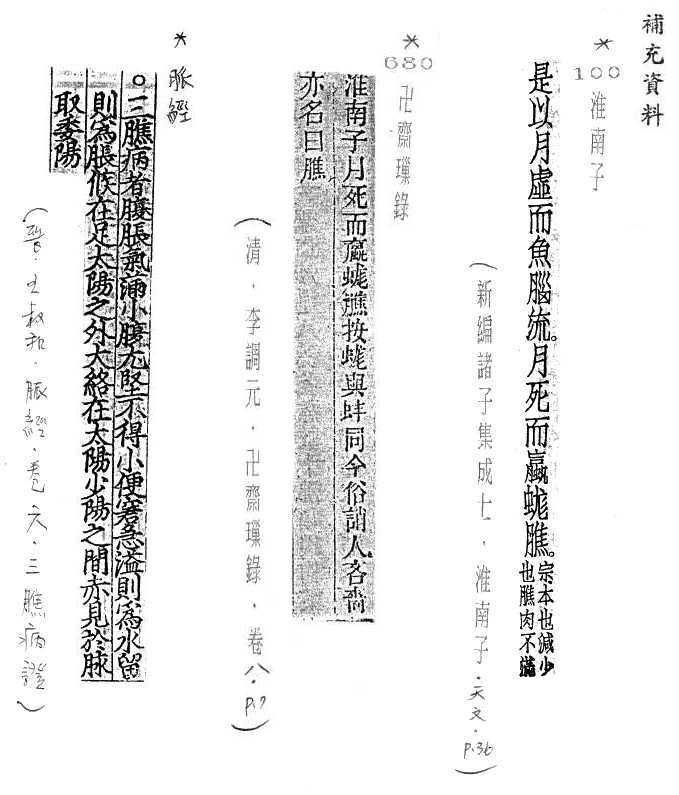 補充資料
*
100
淮南子
是以月虛而魚腦流。月死而蠃蛖膲。宗本也減少
也膲肉不滿
(新編諸子集成七.淮南子.天文.p.36)
*
680
卍齋璅錄
淮南子月死而蠃蛖膲按蛖與蚌同今俗誚人吝嗇
亦名曰膲
(清.李調元.卍齋璅錄.卷八.p.7)
*
脈經
○三膲病者腹脹氣滿小腹尤堅不得小便窘急溢則為水留
則為脹候在足太陽之外大絡在太陽少陽之間赤見於脉
取委陽
(晉.王叔和.脈經.卷六.三膲病證)